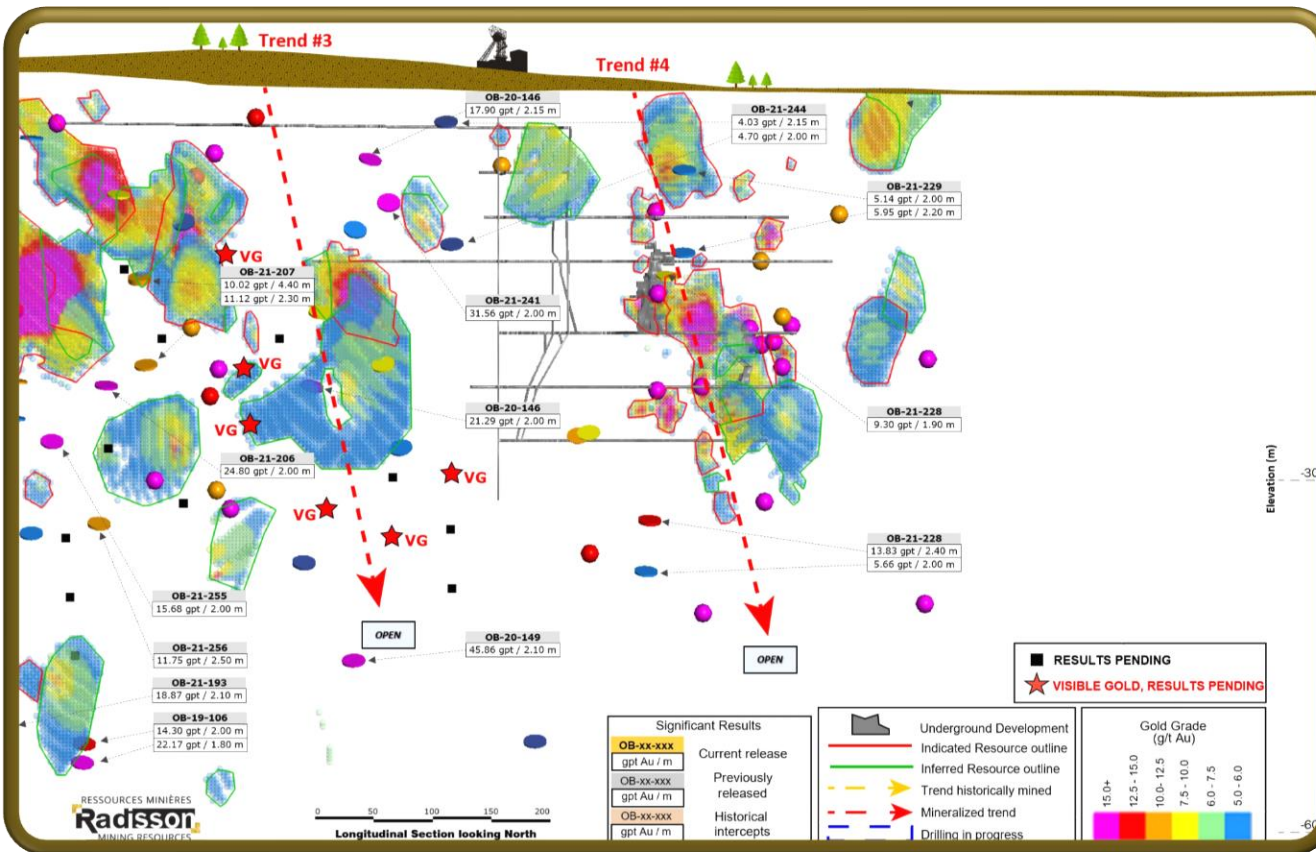 Trend #3
Trend #4
OB-20-146
17.90 gpt / 2.15 m
OB-21-244
4.03 gpt / 2.15 m
4.70 gpt / 2.00 m
OB-21-229
5.14 gpt / 2.00 m
5.95 gpt / 2.20 m
VG
OB-21-207
10.02 gpt / 4.40 m
11.12 gpt / 2.30 m
OB-21-241
31.56 gpt / 2.00 m
VG
OB-20-146
21.29 gpt / 2.00 m
OB-21-228
9.30 gpt / 1.90 m
VG
OB-21-206
24.80 gpt / 2.00 m
VG
Elevation (m)
-30
VG
VG
OB-21-228
13.83 gpt / 2.40 m
5.66 gpt / 2.00 m
OB-21-255
15.68 gpt / 2.00 m
OPEN
OPEN
OB-21-256
11.75 gpt / 2.50 m
OB-20-149
45.86 gpt / 2.10 m
OB-21-193
18.87 gpt / 2.10 m
OB-19-106
14.30 gpt / 2.00 m
22.17 gpt / 1.80 m
RESULTS PENDING
VISIBLE GOLD, RESULTS PENDING
Significant Results
OB-xx-xxx
gpt Au / m
Current release
OB-xx-xxx
gpt Au / m
Previously
released
OB-xx-xxx
gpt Au / m
Historical
intercepts
Underground Development
Indicated Resource outline
Inferred Resource outline
Trend historically mined
Mineralized trend
Drilling in progress
Gold Grade
(g/t Au)
15.0+
12.5 - 15.0
10.0- 12.5
7.5 - 10.0
6.0 - 7.5
5.0 - 6.0
RESSOURCES MINIÈRES
Radisson
MINING RESOURCES
0 50 100 150 200
Longitudinal Section looking North
-60